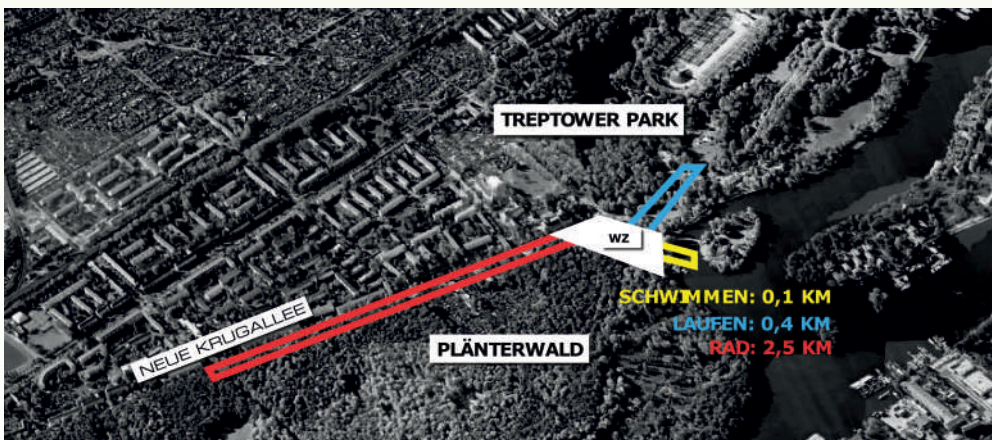 TREPTOWER PARK
WZ
SCHWIMMEN: 0,1 KM
LAUFEN: 0,4 KM
RAD: 2,5 KM
NEUE KRUGALLEE
PLÄNTERWALD